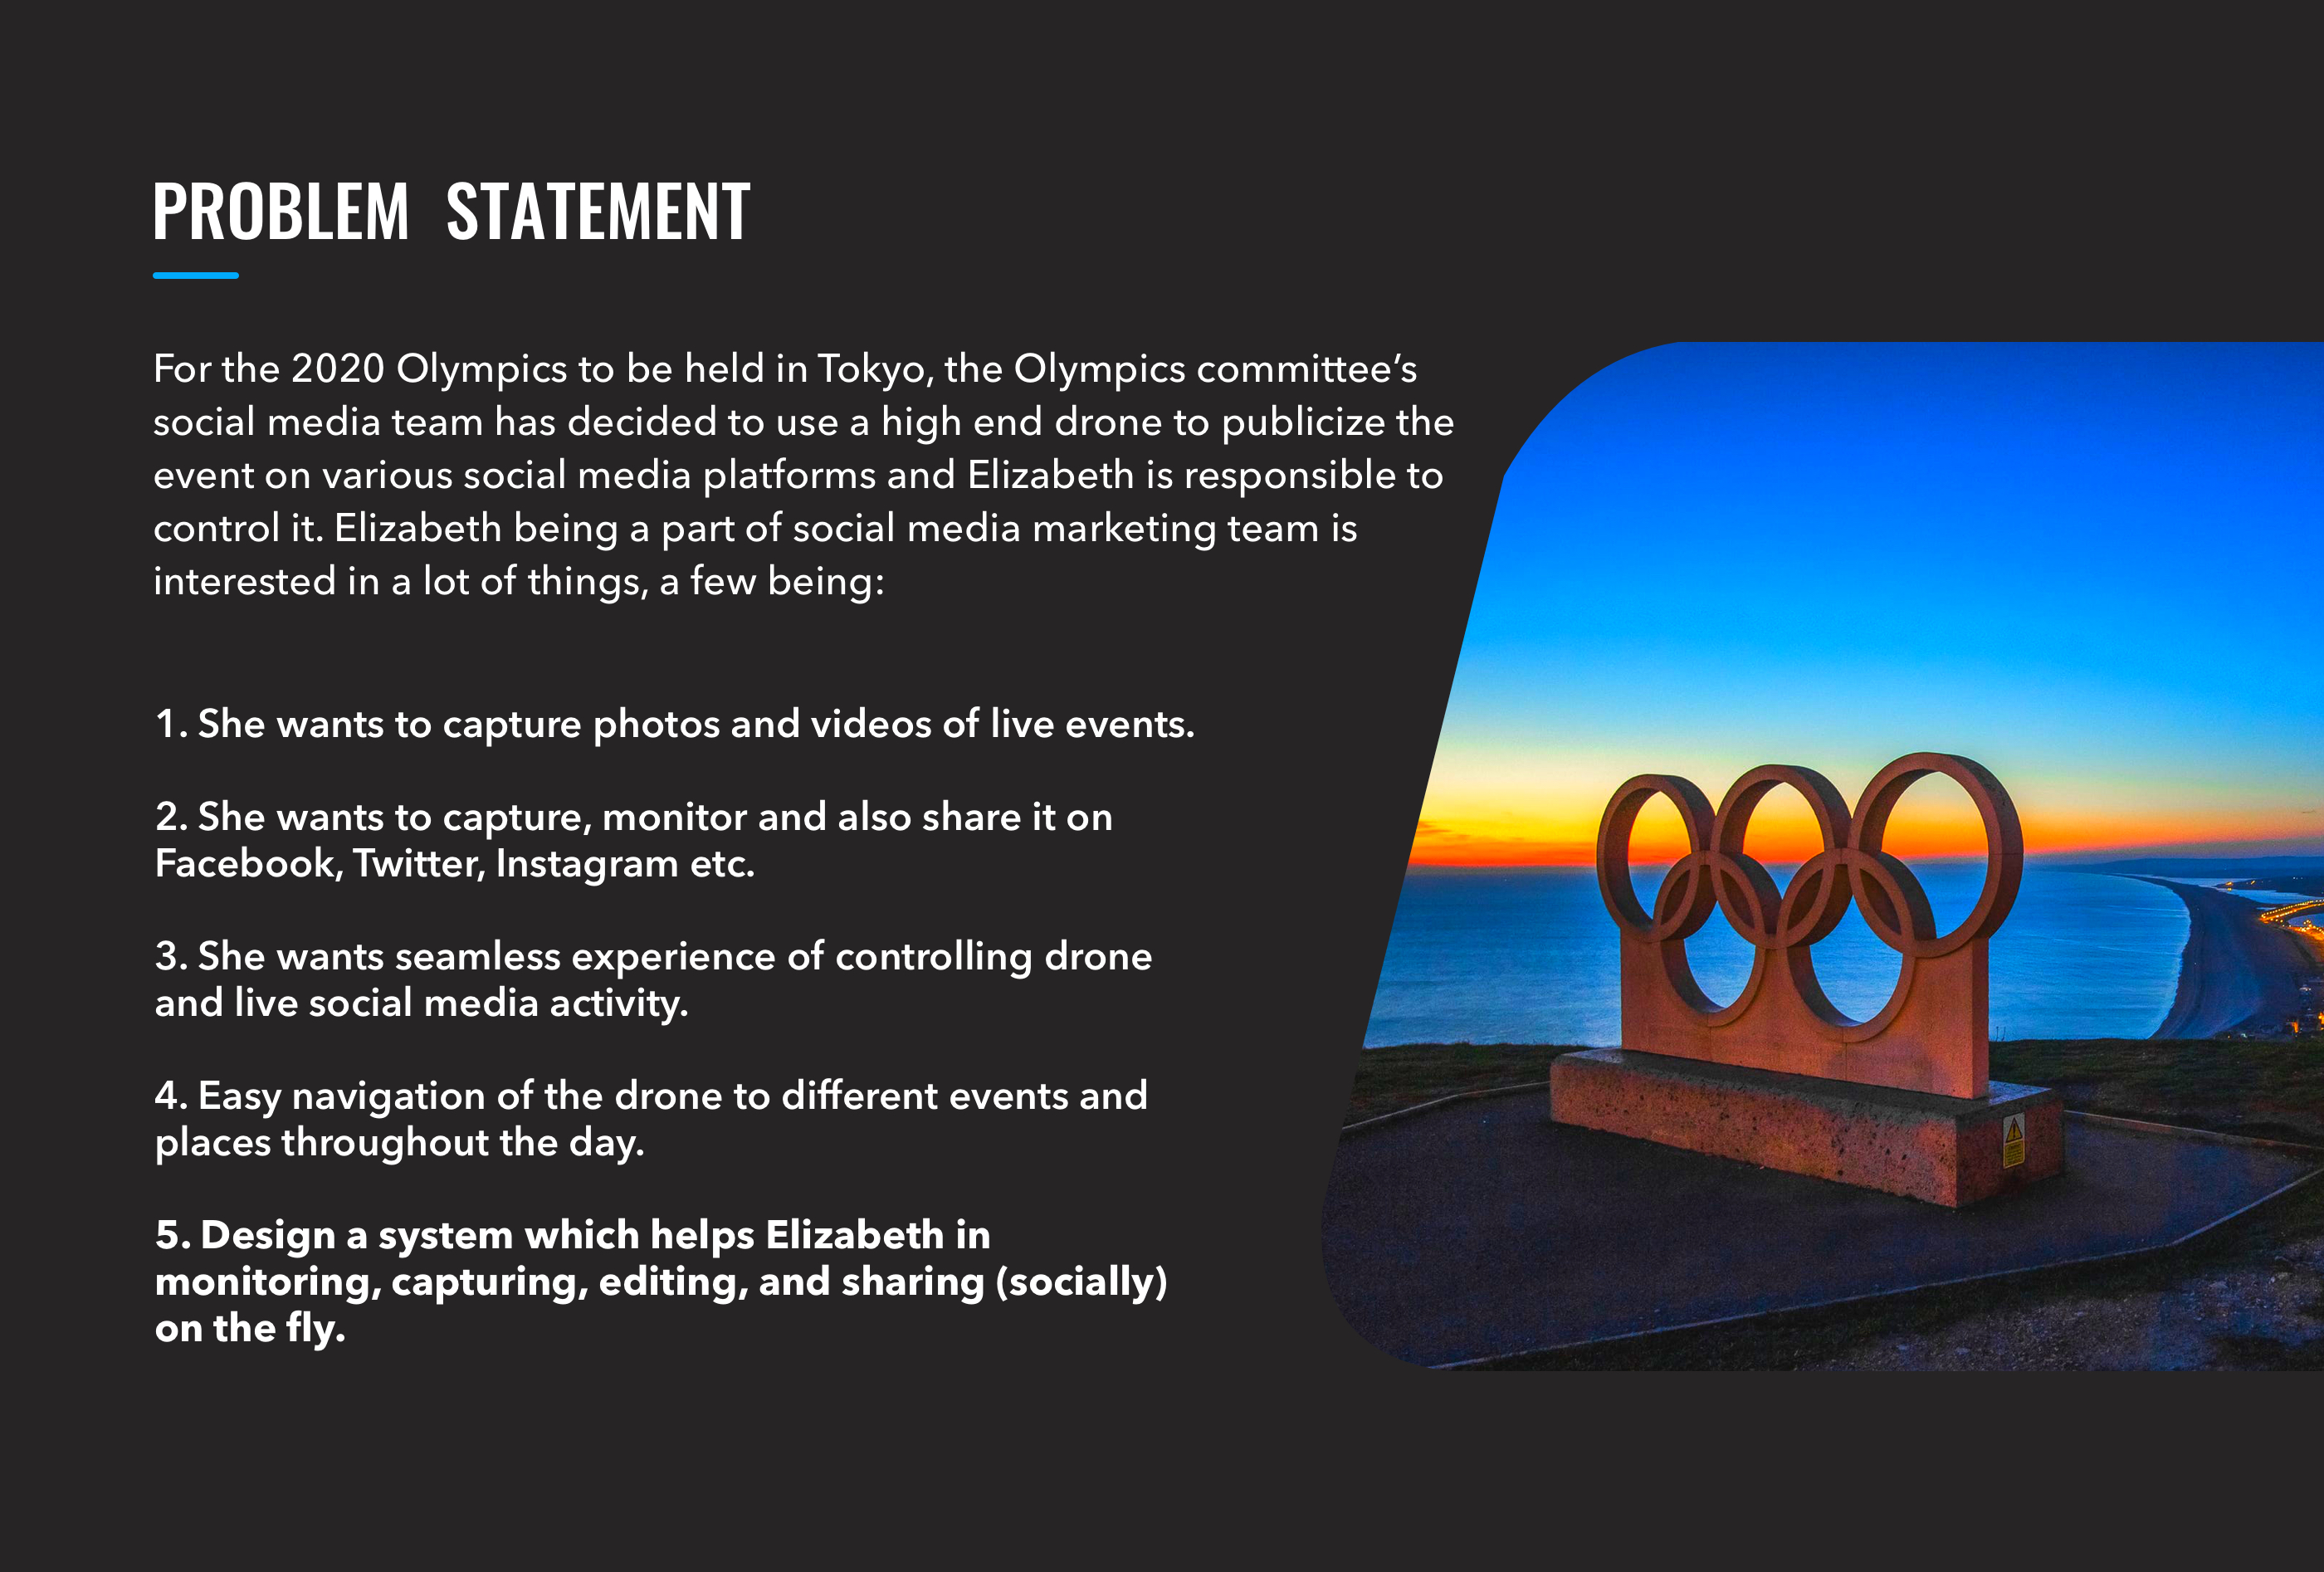 PROBLEM STATEMENT
For the 2020 Olympics to be held in Tokyo, the Olympics committee’s
social media team has decided to use a high end drone to publicize the
event on various social media platforms and Elizabeth is responsible to
control it. Elizabeth being a part of social media marketing team is
interested in a lot of things, a few being:
1. She wants to capture photos and videos of live events.
2. She wants to capture, monitor and also share it on
Facebook, Twitter, Instagram etc.
3. She wants seamless experience of controlling drone
and live social media activity.
4. Easy navigation of the drone to different events and
places throughout the day.
5. Design a system which helps Elizabeth in
monitoring, capturing, editing, and sharing (socially)
on the fly.